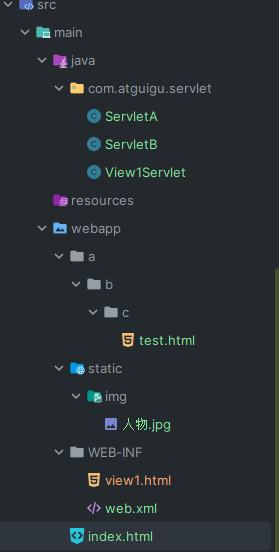 src
main
java
com.atguigu.servlet
ServletA
ServletB
View1Servlet
resources
webapp
a
b
c
test.html
static
img
人物.jpg
WEB-INF
view1.html
web.xml
index.html